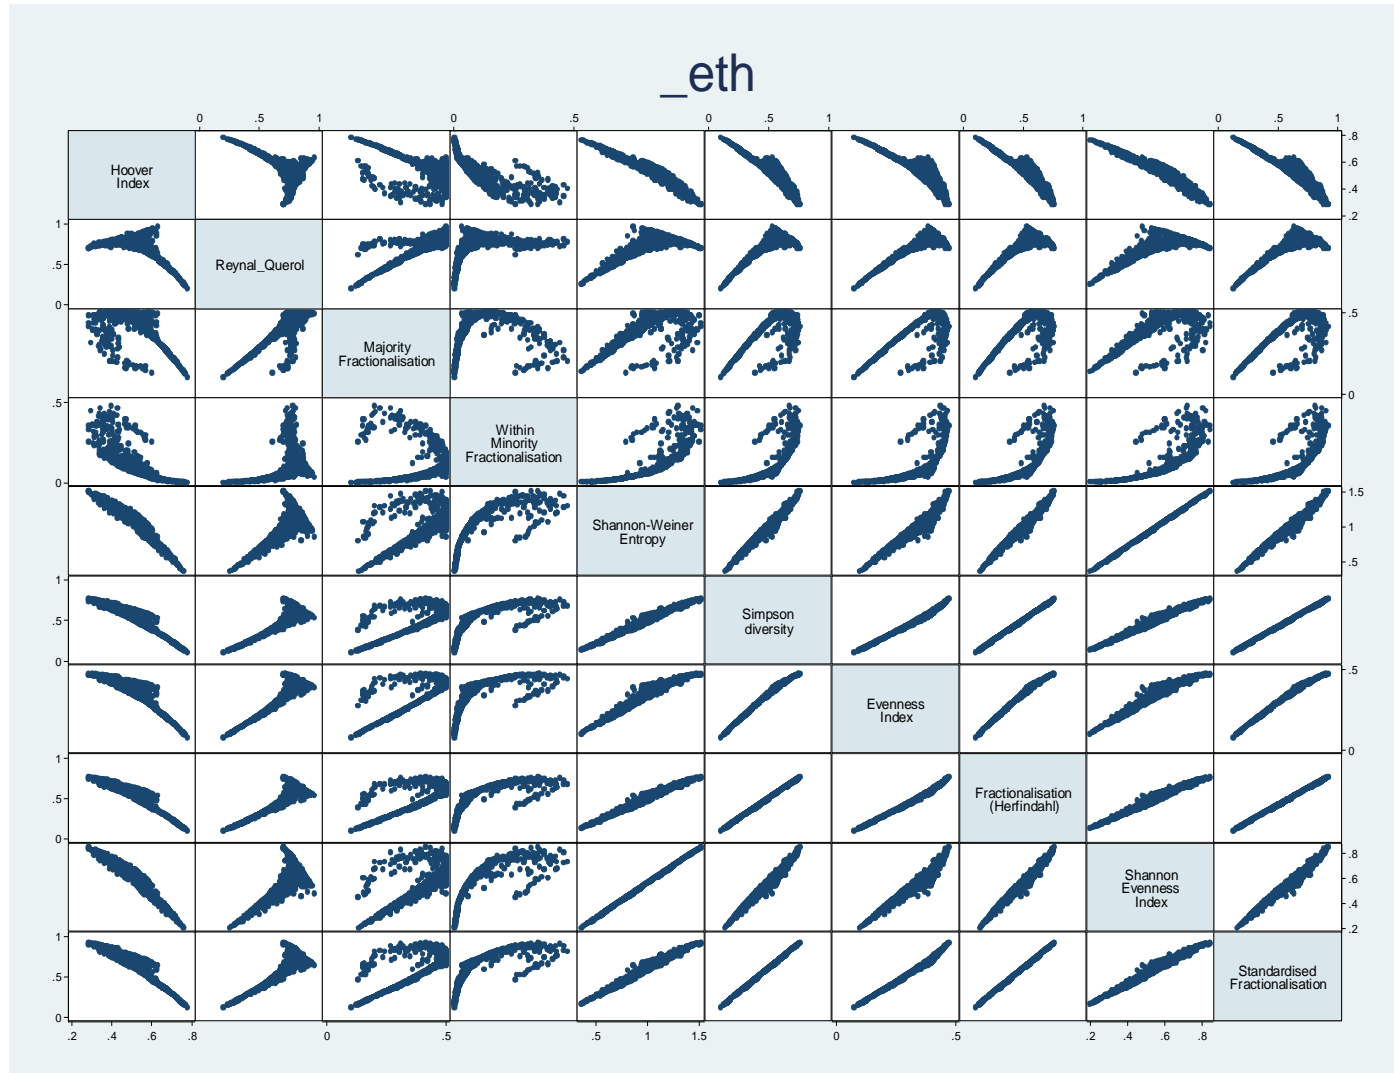 _eth
0 .5 1 0 .5 0 .5 1 0 .5 1 0 .5 1
Hoover
Index
.8
.6
.4
.2
1
.5
0
Reynal_Querol
Majority
Fractionalisation
.5
0
.5
0
Within
Minority
Fractionalisation
Shannon-Weiner
Entropy
1.5
1
.5
1
.5
0
Simpson
diversity
Evenness
Index
.5
0
1
.5
0
Fractionalisation
(Herfindahl)
Shannon
Evenness
Index
.8
.6
.4
.2
1
.5
0
Standardised
Fractionalisation
.2 .4 .6 .8 0 .5 .5 1 1.5 0 .5 .2 .4 .6 .8